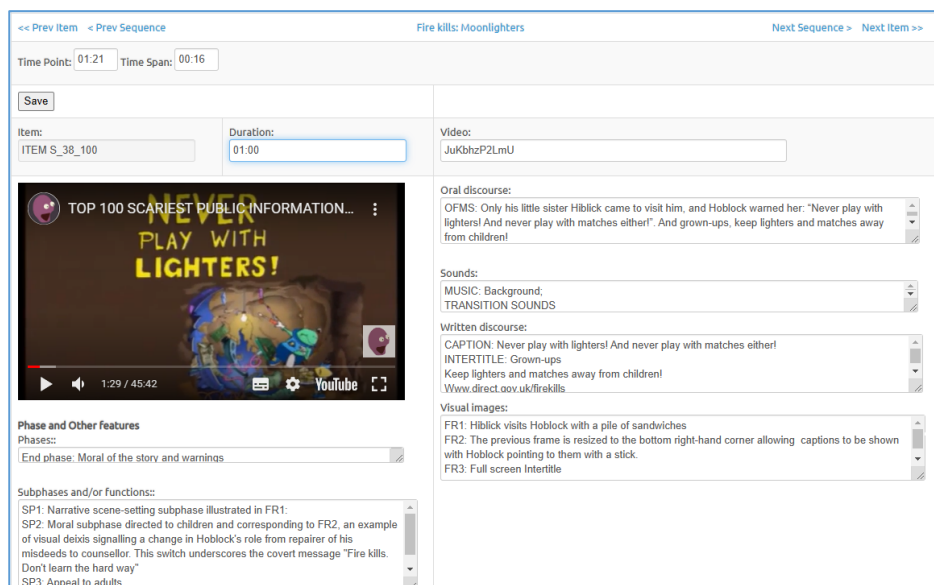 << Prev Item < Prev Sequence Fire kills: Moonlighters Next Sequence > Next Item >>
Time Point: 01:21 Time Span: 00:16
Save
Item: Duration: Video:
ITEM S_38_100 01:00 JuKbhzP2LmU
TOP 100 SCARIEST PUBLIC INFORMATION...
NEVER
PLAY WITH
LIGHTERS!
1:29 / 45:42 YouTube
Oral discourse:
OFMS: Only his little sister Hiblick came to visit him, and Hoblock warned her: “Never play with
lighters! And never play with matches either!”. And grown-ups, keep lighters and matches away
from children!
Sounds:
MUSIC: Background;
TRANSITION SOUNDS
Written discourse:
CAPTION: Never play with lighters! And never play with matches either!
INTERTITLE: Grown-ups
Keep lighters and matches away from children!
Www.direct.gov.uk/firekills
Visual images:
FR1: Hiblick visits Hoblock with a pile of sandwiches
FR2: The previous frame is resized to the bottom right-hand corner allowing captions to be shown
with Hoblock pointing to them with a stick.
FR3: Full screen Intertitle
Phase and Other features
Phases::
End phase: Moral of the story and warnings
Subphases and/or functions::
SP1: Narrative scene-setting subphase illustrated in FR1:
SP2: Moral subphase directed to children and corresponding to FR2, an example
of visual deixis signalling a change in Hoblock's role from repairer of his
misdeeds to counsellor. This switch underscores the covert message "Fire kills.
Don't learn the hard way"
SP3: Appeal to adults